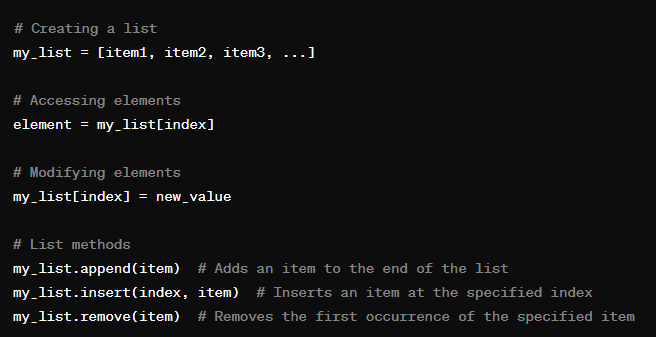 # Creating a list
my_list = [item1, item2, item3, ...]
# Accessing elements
element = my_list[index]
# Modifying elements
my_list[index] = new_value
# List methods
my_list.append(item)  # Adds an item to the end of the list
my_list.insert(index, item)  # Inserts an item at the specified index
my_list.remove(item)  # Removes the first occurrence of the specified item